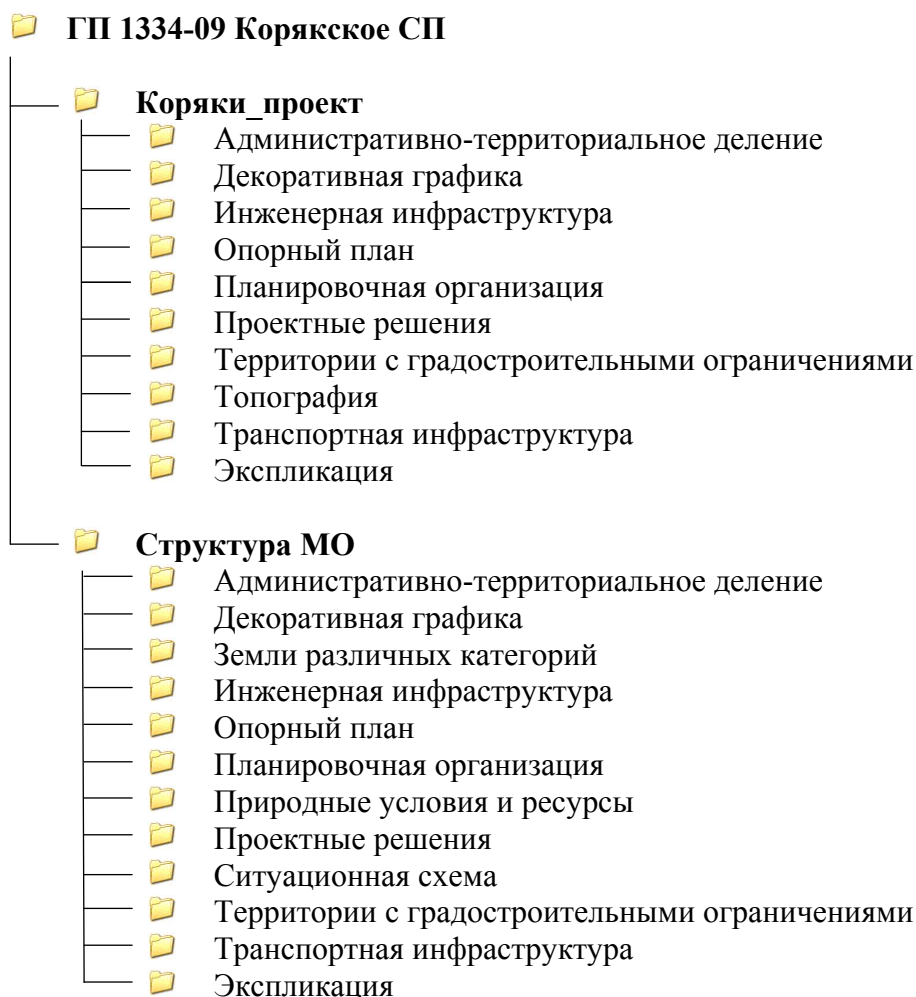 ГП 1334-09 Корякское СП
Коряки_проект
Административно-территориальное деление
Декоративная графика
Инженерная инфраструктура
Опорный план
Планировочная организация
Проектные решения
Территории с градостроительными ограничениями
Топография
Транспортная инфраструктура
Экспликация
Структура МО
Административно-территориальное деление
Декоративная графика
Земли различных категорий
Инженерная инфраструктура
Опорный план
Планировочная организация
Природные условия и ресурсы
Проектные решения
Ситуационная схема
Территории с градостроительными ограничениями
Транспортная инфраструктура
Экспликация